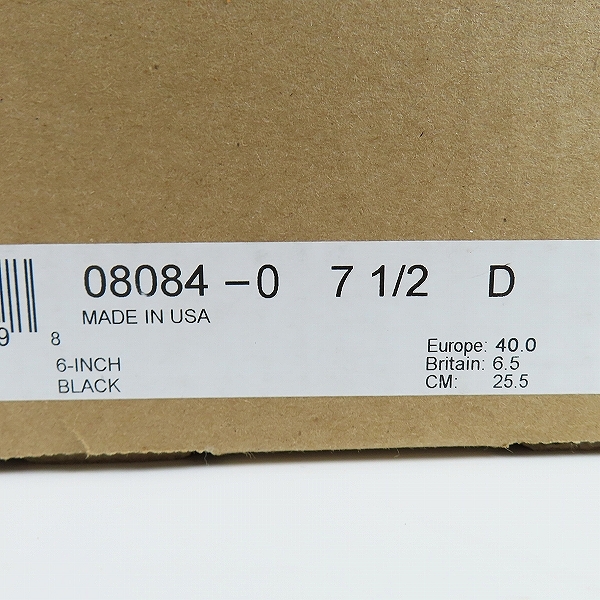 08084 -0 7 1/2 D
MADE IN USA
9 8
6-INCH
BLACK
Europe: 40.0
Britain: 6.5
CM: 25.5